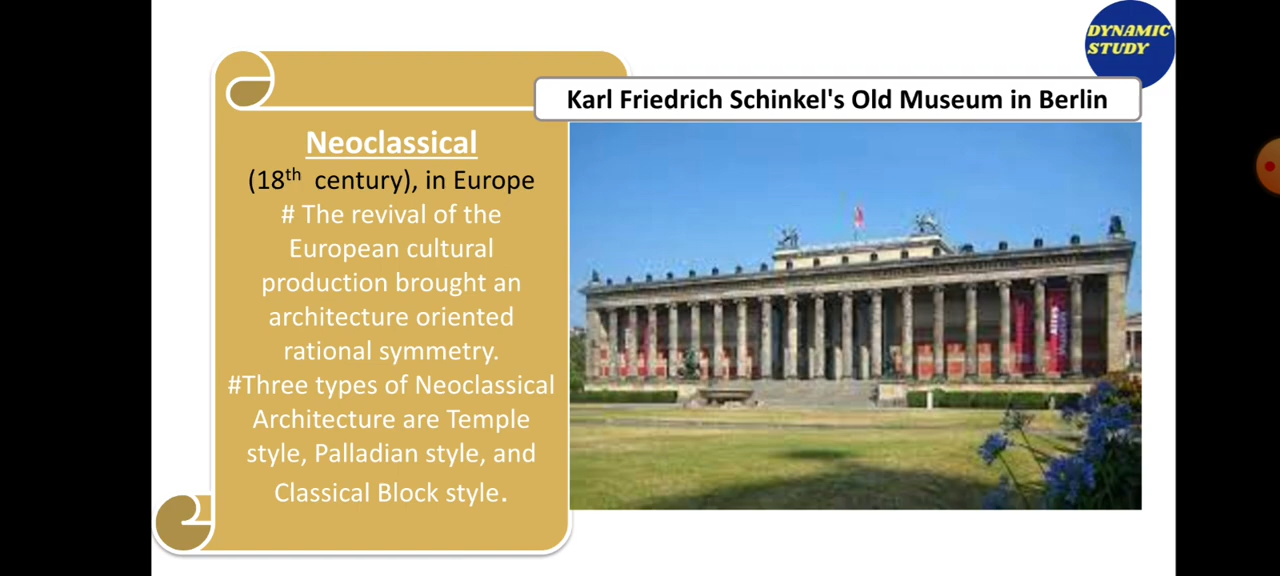 DYNAMIC
STUDY
Karl Friedrich Schinkel's Old Museum in Berlin
Neoclassical
(18th century), in Europe
# The revival of the
European cultural
production brought an
architecture oriented
rational symmetry.
#Three types of Neoclassical
Architecture are Temple
style, Palladian style, and
Classical Block style.
Altes
Museum